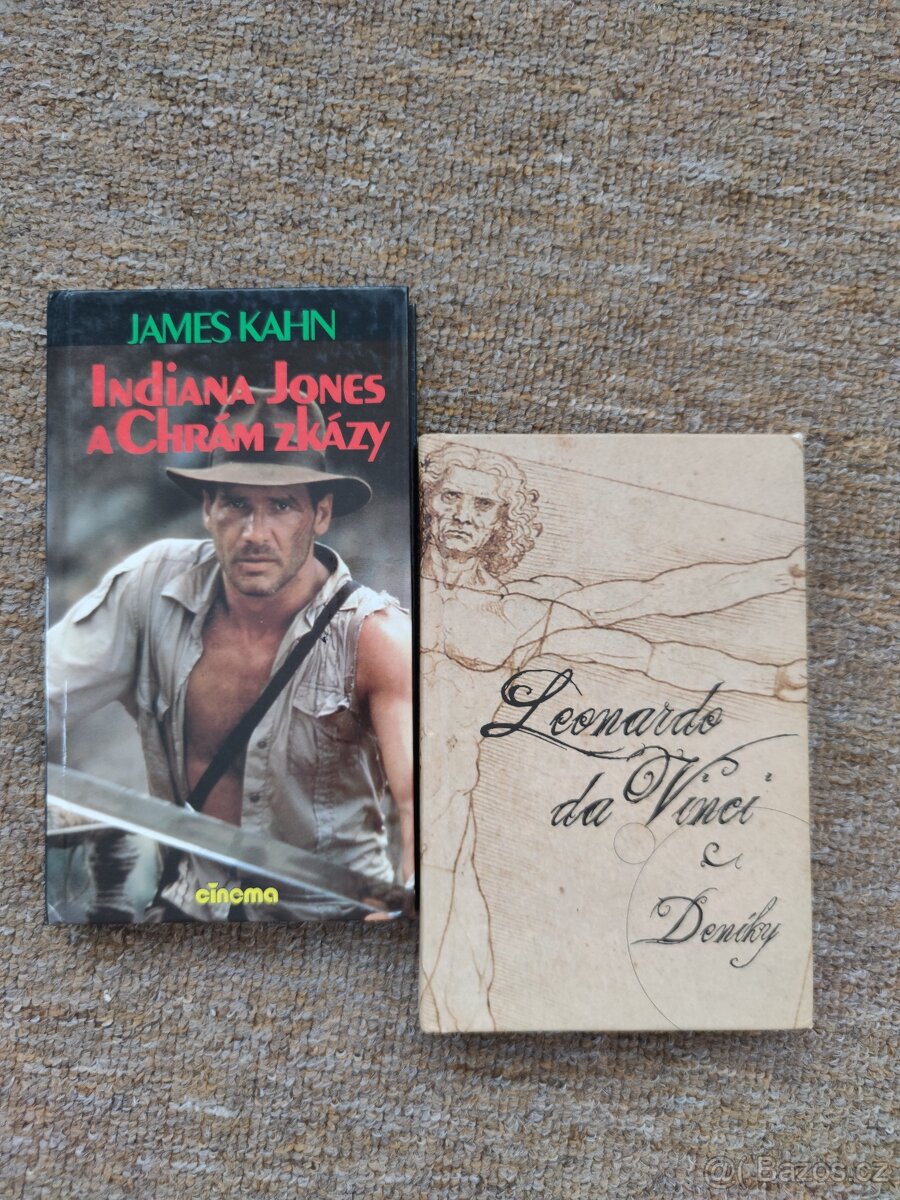 JAMES KAHN
INDIANA JONES
A CHRÁM ZKÁZY
cinema
Leonardo
da Vinci
Deníky
@( Bazos.cz